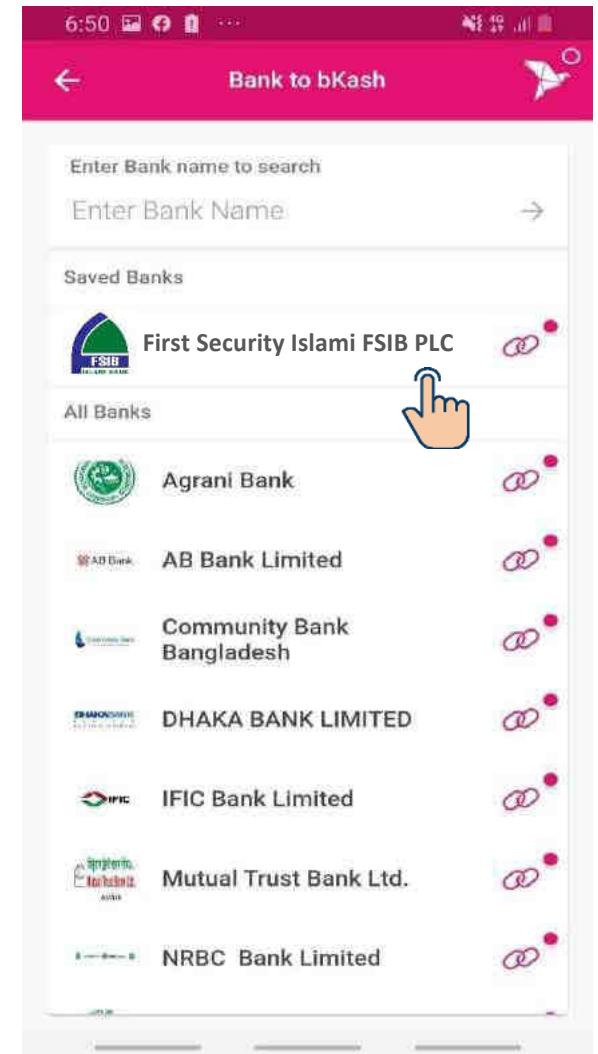 6:50
Bank to bKash
Enter Bank name to search
Enter Bank Name
Saved Banks
FSIB
First Security Islami FSIB PLC
All Banks
Agrani Bank
AB Bank
AB Bank Limited
Community Bank
Bangladesh
DHAKA BANK LIMITED
IFIC
IFIC Bank Limited
Mutual Trust Bank Ltd.
NRBC Bank Limited